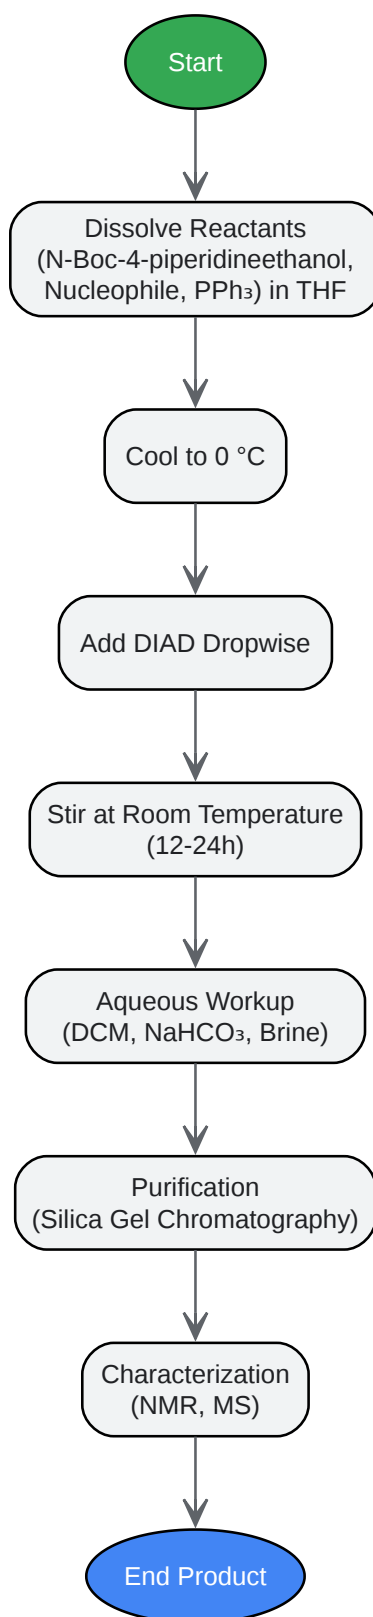 Start
Dissolve Reactants
(N-Boc-4-piperidineethanol,
Nucleophile, PPh₃) in THF
Cool to 0 °C
Add DIAD Dropwise
Stir at Room Temperature
(12-24h)
Aqueous Workup
(DCM, NaHCO₃, Brine)
Purification
(Silica Gel Chromatography)
Characterization
(NMR, MS)
End Product